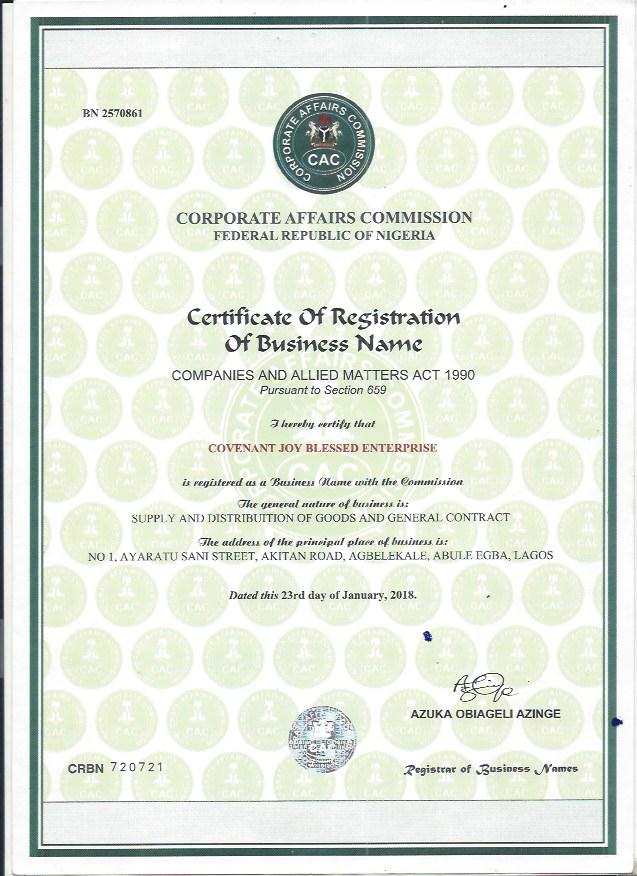 BN 2570861
CORPORATE AFFAIRS COMMISSION
CAC
CORPORATE AFFAIRS COMMISSION
FEDERAL REPUBLIC OF NIGERIA
Certificate Of Registration
Of Business Name
COMPANIES AND ALLIED MATTERS ACT 1990
Pursuant to Section 659
I hereby certify that
COVENANT JOY BLESSED ENTERPRISE
is registered as a Business Name with the Commission
The general nature of business is:
SUPPLY AND DISTRIBUITION OF GOODS AND GENERAL CONTRACT
The address of the principal place of business is:
NO 1, AYARATU SANI STREET, AKITAN ROAD, AGBELEKALE, ABULE EGBA, LAGOS
Dated this 23rd day of January, 2018.
AZUKA OBIAGELI AZINGE
CRBN 720721
Registrar of Business Names